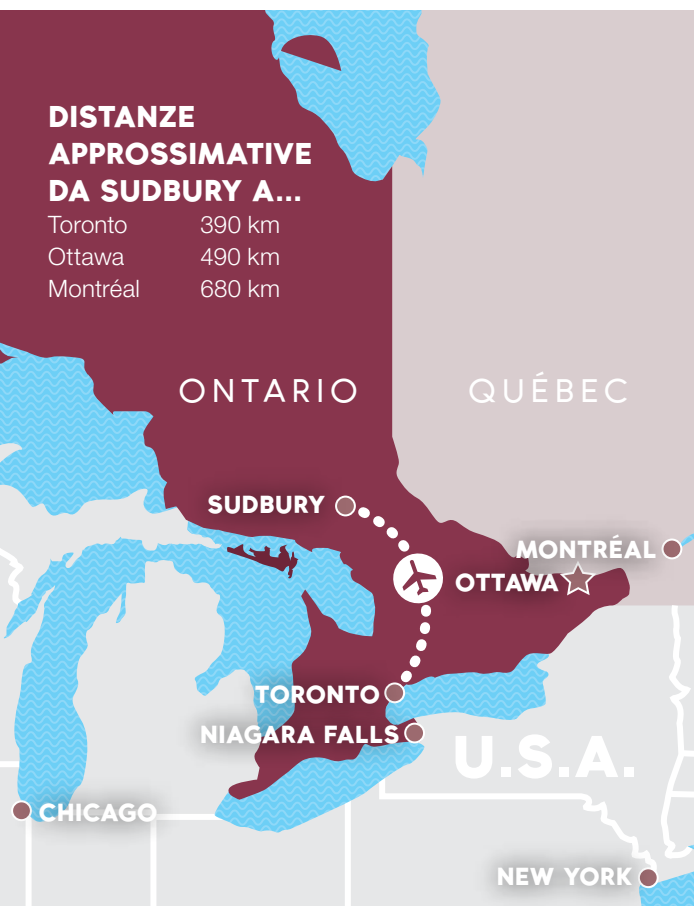 DISTANZE
APPROSSIMATIVE
DA SUDBURY A...
Toronto 390 km
Ottawa 490 km
Montréal 680 km
ONTARIO
QUÉBEC
SUDBURY
MONTRÉAL
OTTAWA
TORONTO
NIAGARA FALLS
U.S.A.
CHICAGO
NEW YORK